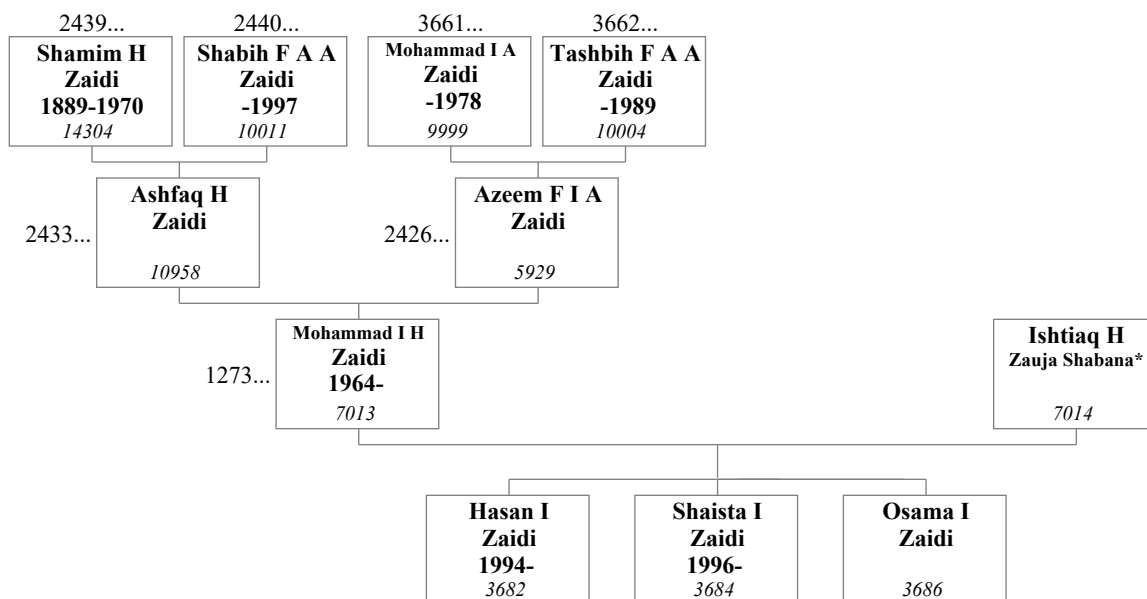 2439...
2440...
3661...
3662...
Shamim H
Zaidi
1889-1970
14304
Shabih F A A
Zaidi
-1997
10011
Mohammad I A
Zaidi
-1978
9999
Tashbih F A A
Zaidi
-1989
10004
2433...
Ashfaq H
Zaidi
10958
2426...
Azeem F I A
Zaidi
5929
1273...
Mohammad I H
Zaidi
1964-
7013
Ishtiaq H
Zauja Shabana*
7014
Hasan I
Zaidi
1994-
3682
Shaista I
Zaidi
1996-
3684
Osama I
Zaidi
3686